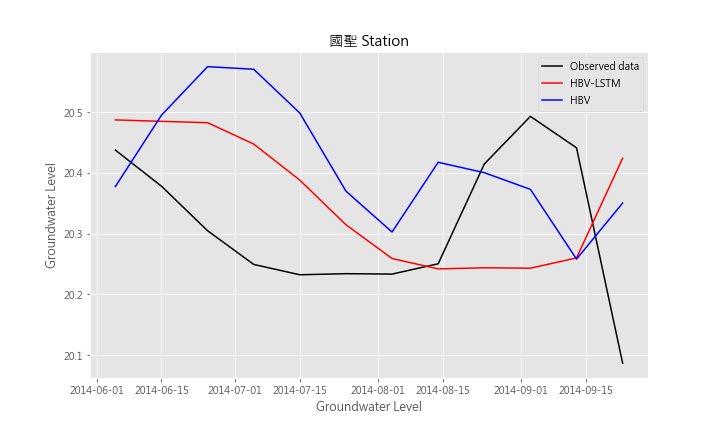 國聖 Station
Observed data
HBV-LSTM
HBV
Groundwater Level
20.5
20.4
20.3
20.2
20.1
2014-06-01 2014-06-15 2014-07-01 2014-07-15 2014-08-01 2014-08-15 2014-09-01 2014-09-15
Groundwater Level